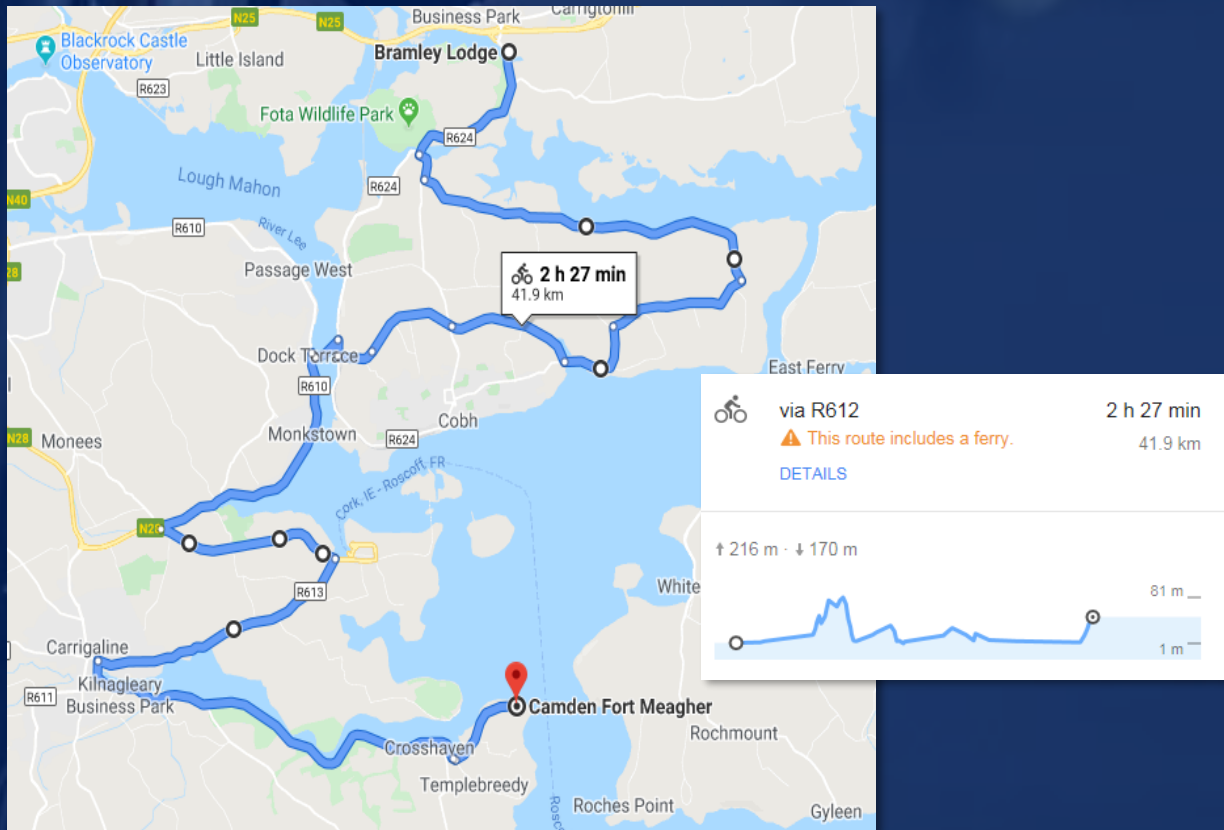 Business Park
Carrigtohill
N25
N25
Bramley Lodge
Blackrock Castle
Observatory
Little Island
R623
Fota Wildlife Park
R624
Lough Mahon
R624
N40
R610
River Lee
28
Passage West
2 h 27 min
41.9 km
Dock Terrace
R610
East Ferry
Cobh
Monkstown
R624
N28
Monees
Cork, IE - Roscoff, FR
N28
White
R613
Carrigaline
Kilnagleary
Business Park
R611
Camden Fort Meagher
Rochmount
Crosshaven
Templebreedy
Roches Point
Gyleen
Rosc
via R612
2 h 27 min
This route includes a ferry.
41.9 km
DETAILS
216 m · 170 m
81 m
1 m